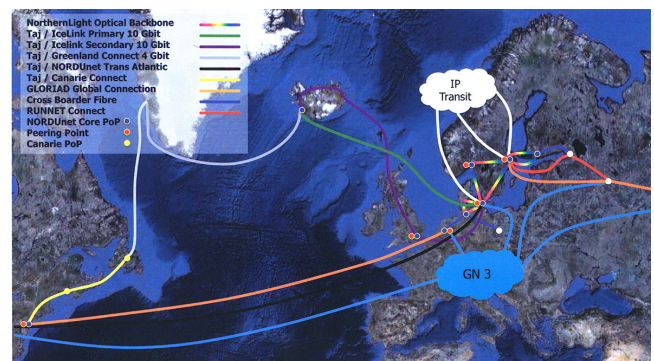 NorthernLight Optical Backbone
Taj / IceLink Primary 10 Gbit
Taj / Icelink Secondary 10 Gbit
Taj / Greenland Connect 4 Gbit
Taj / NORDUnet Trans Atlantic
Taj / Canarie Connect
GLORIAD Global Connection
Cross Boarder Fibre
RUNNET Connect
NORDUnet Core PoP
Peering Point
Canarie PoP
IP
Transit
GN 3